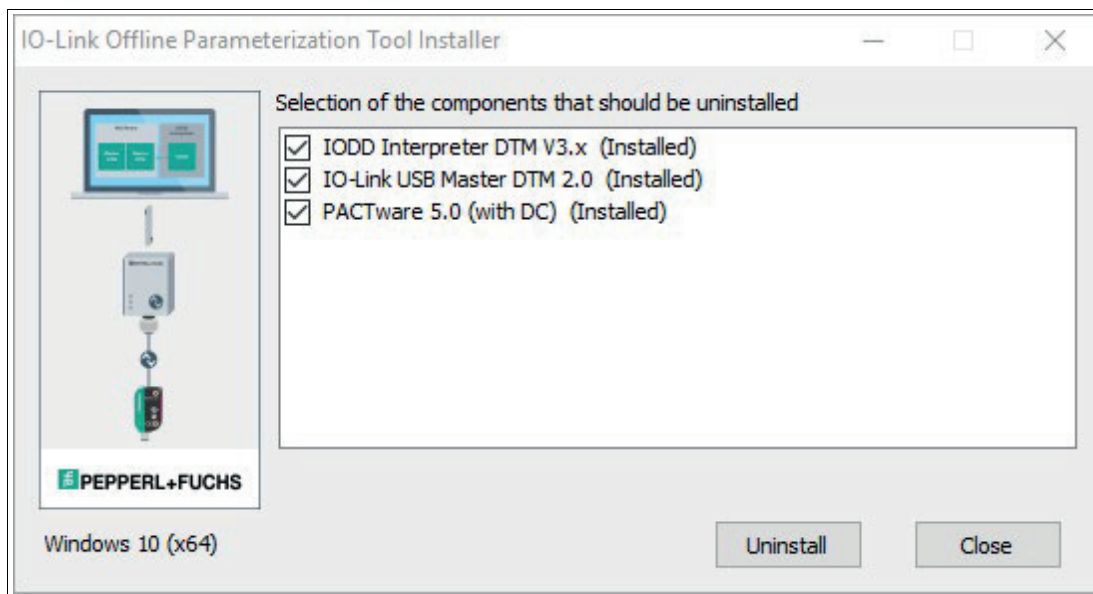 IO-Link Offline Parameterization Tool Installer
Selection of the components that should be uninstalled
IODD Interpreter DTM V3.x (Installed)
IO-Link USB Master DTM 2.0 (Installed)
PACTware 5.0 (with DC) (Installed)
PEPPERL+FUCHS
Windows 10 (x64)
Uninstall
Close